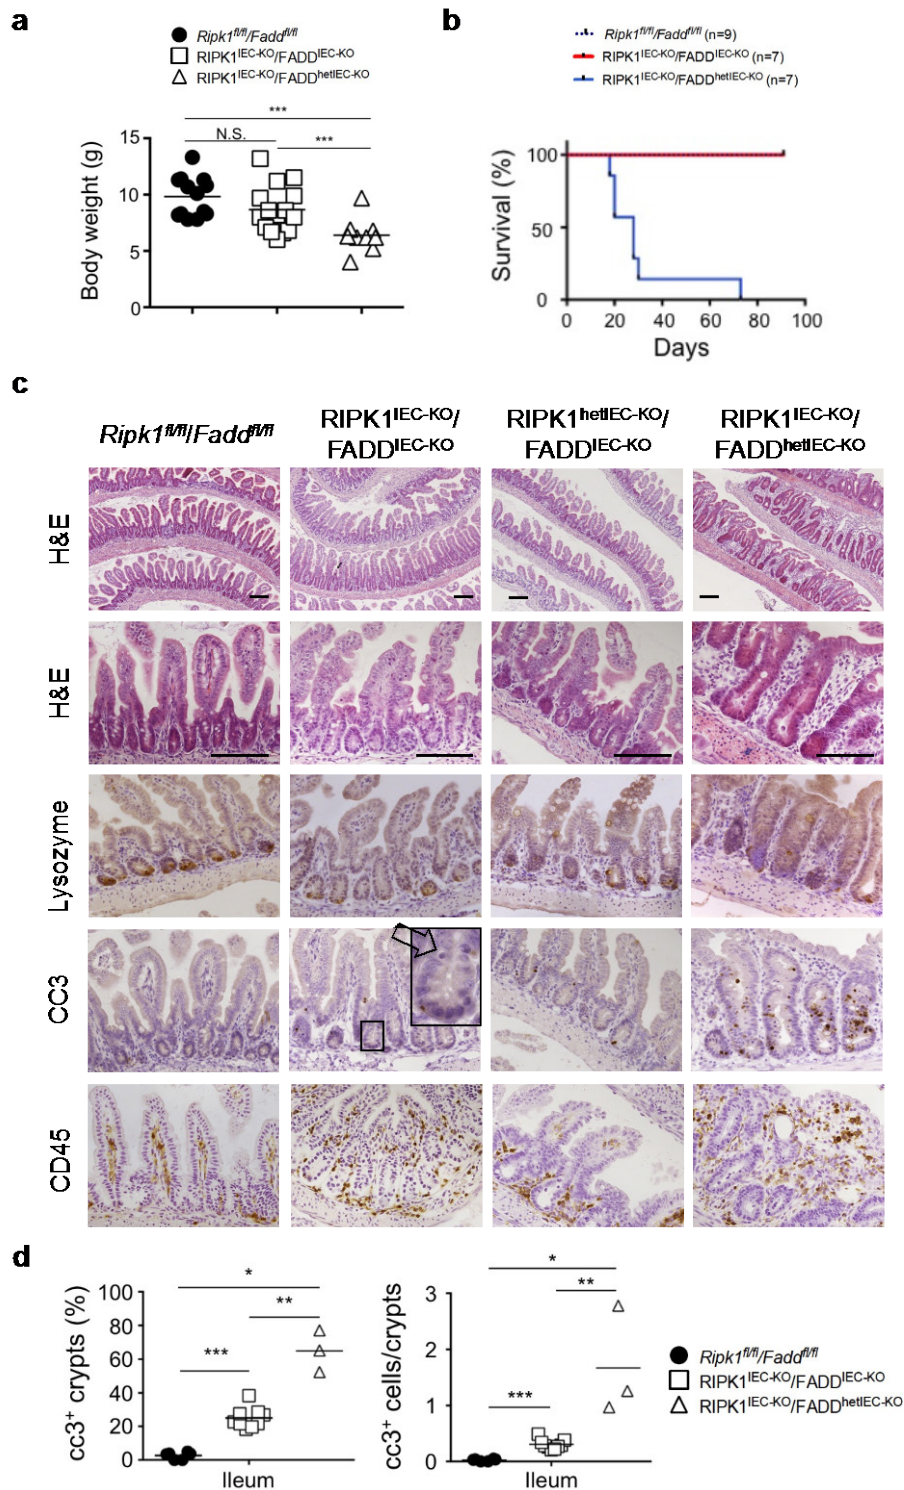 a
Ripk1fl/fl/Faddfl/fl
RIPK1IEC-KO/FADDIEC-KO
RIPK1IEC-KO/FADDhetIEC-KO
***
N.S.
***
15
10
5
0
Body weight (g)
b
Ripk1fl/fl/Faddfl/fl (n=9)
RIPK1IEC-KO/FADDIEC-KO (n=7)
RIPK1IEC-KO/FADDhetIEC-KO (n=7)
100
50
0
Survival (%)
0 20 40 60 80 100
Days
c
Ripk1fl/fl/Faddfl/fl
RIPK1IEC-KO/
FADDIEC-KO
RIPK1hetIEC-KO/
FADDIEC-KO
RIPK1IEC-KO/
FADDhetIEC-KO
H&E
H&E
Lysozyme
CC3
CD45
d
cc3+ crypts (%)
100
80
60
40
20
0
*
**
***
Ileum
cc3+ cells/crypts
3
2
1
0
*
**
***
Ileum
Ripk1fl/fl/Faddfl/fl
RIPK1IEC-KO/FADDIEC-KO
RIPK1IEC-KO/FADDhetIEC-KO